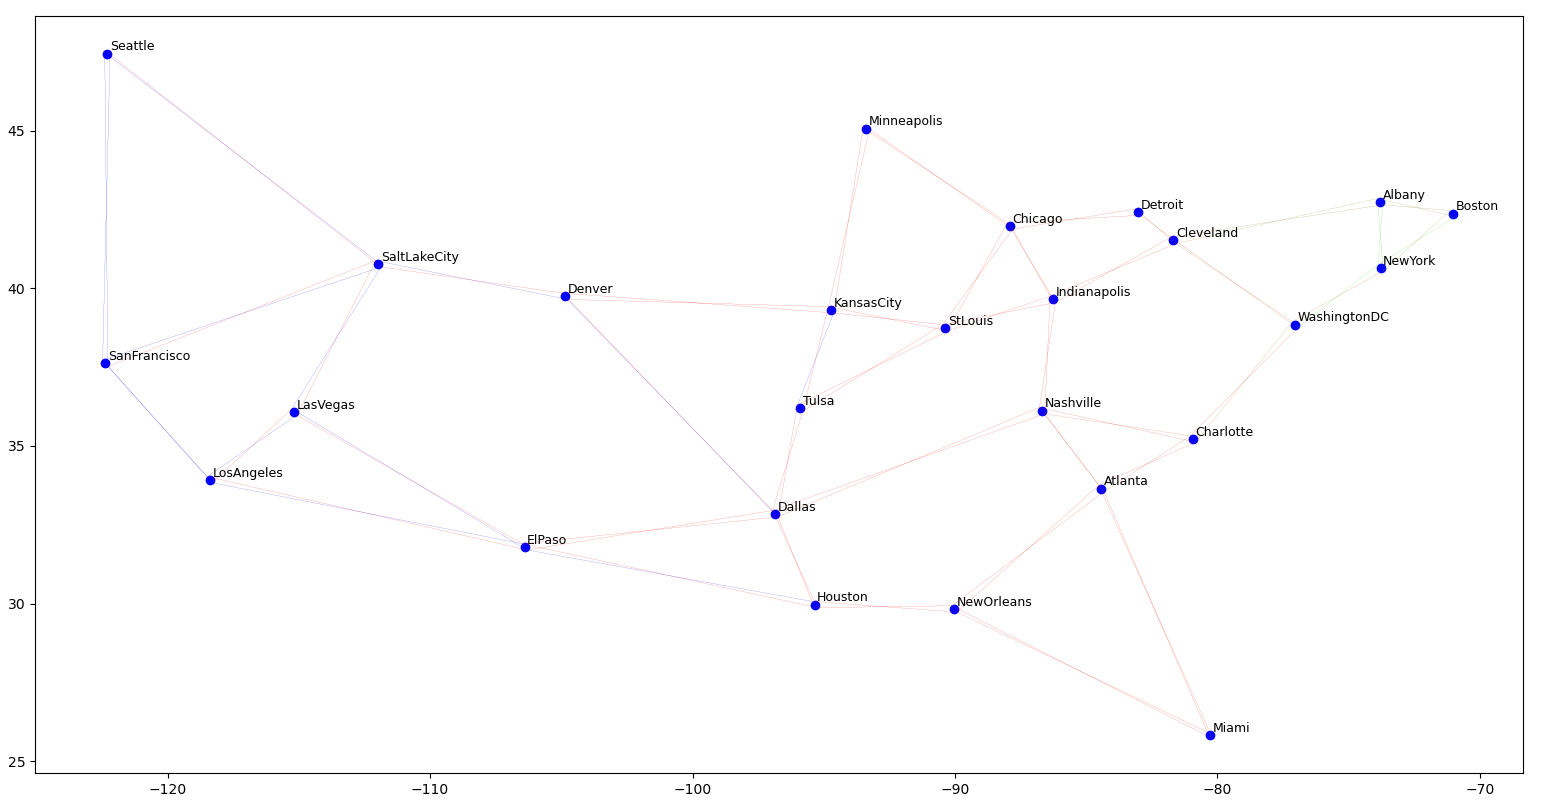 Seattle
Minneapolis
45
Albany
Detroit
Boston
Chicago
Cleveland
SaltLakeCity
NewYork
Denver
40
Indianapolis
KansasCity
WashingtonDC
StLouis
SanFrancisco
LasVegas
Tulsa
Nashville
Charlotte
35
LosAngeles
Atlanta
Dallas
ElPaso
Houston
NewOrleans
30
Miami
25
−120 −110 −100 −90 −80 −70